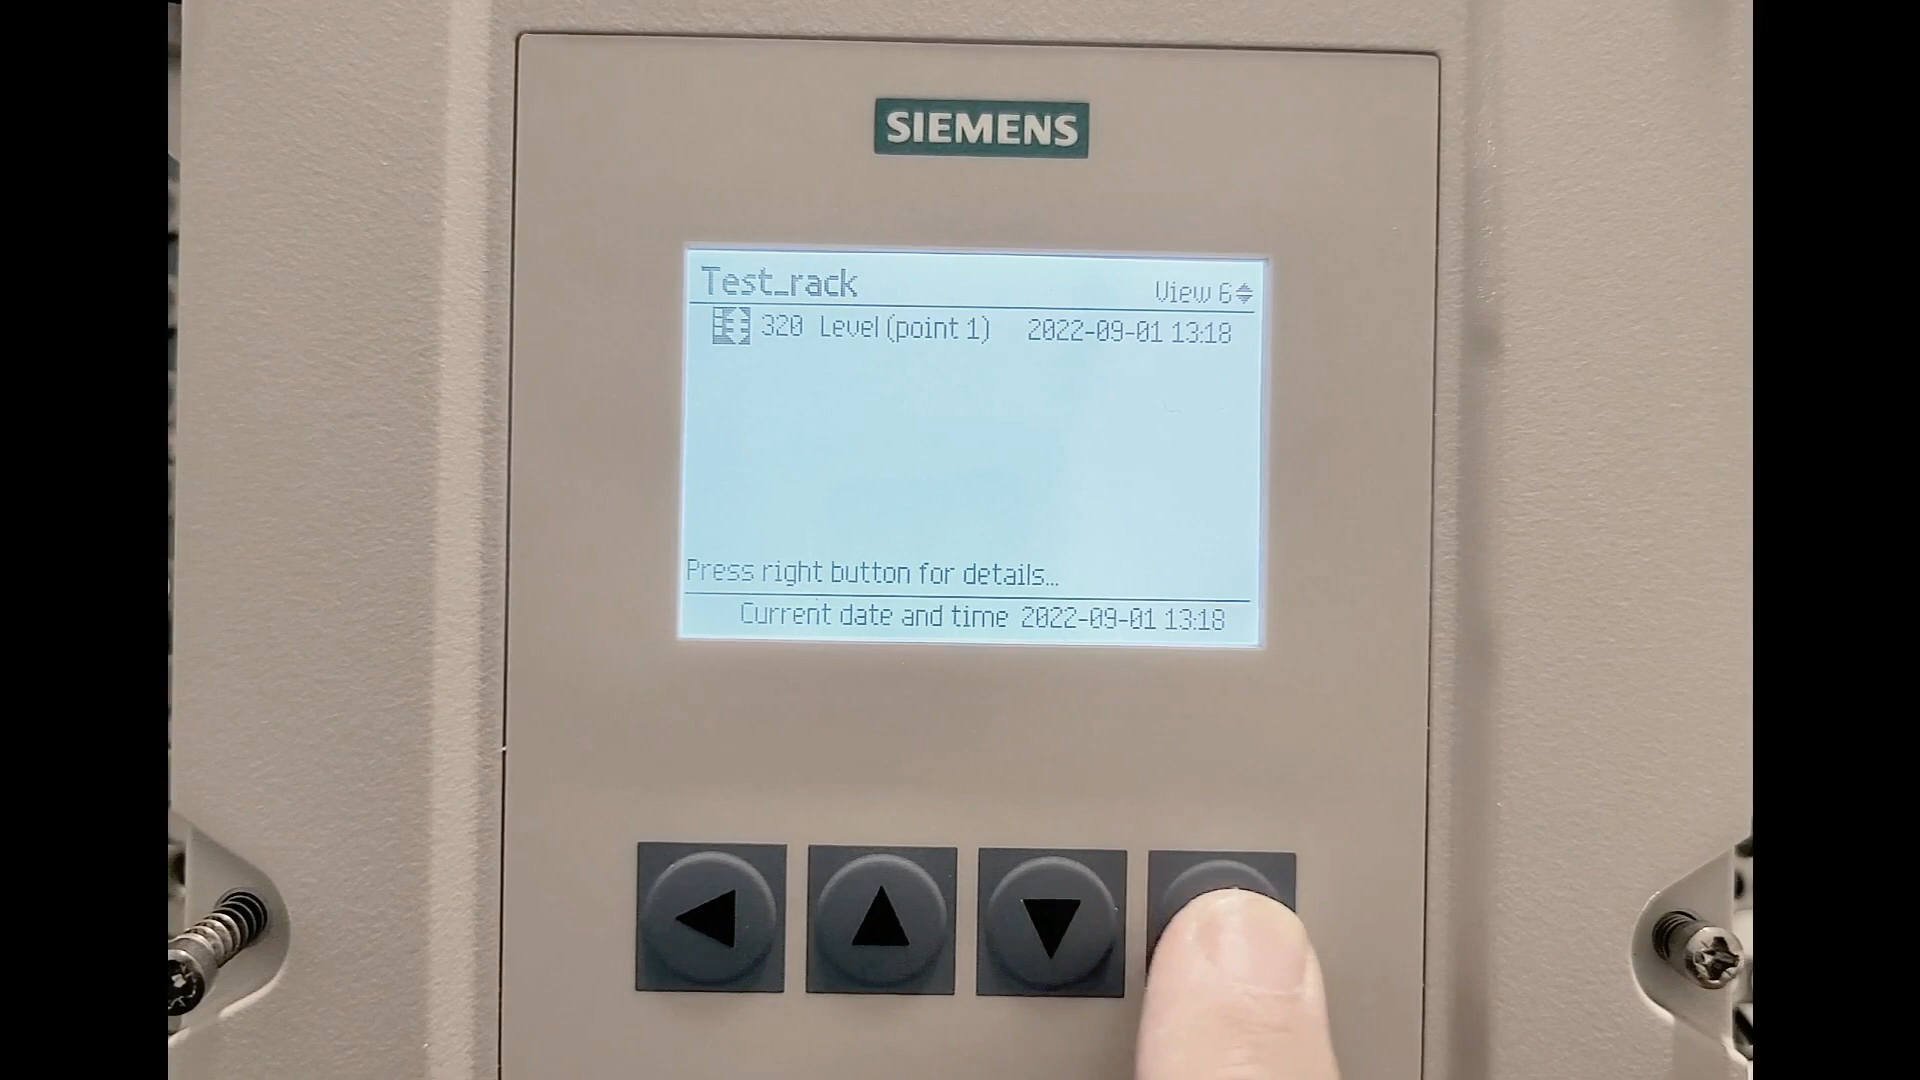 SIEMENS
Test_rack View 6
320 Level (point 1) 2022-09-01 13:18
Press right button for details...
Current date and time 2022-09-01 13:18